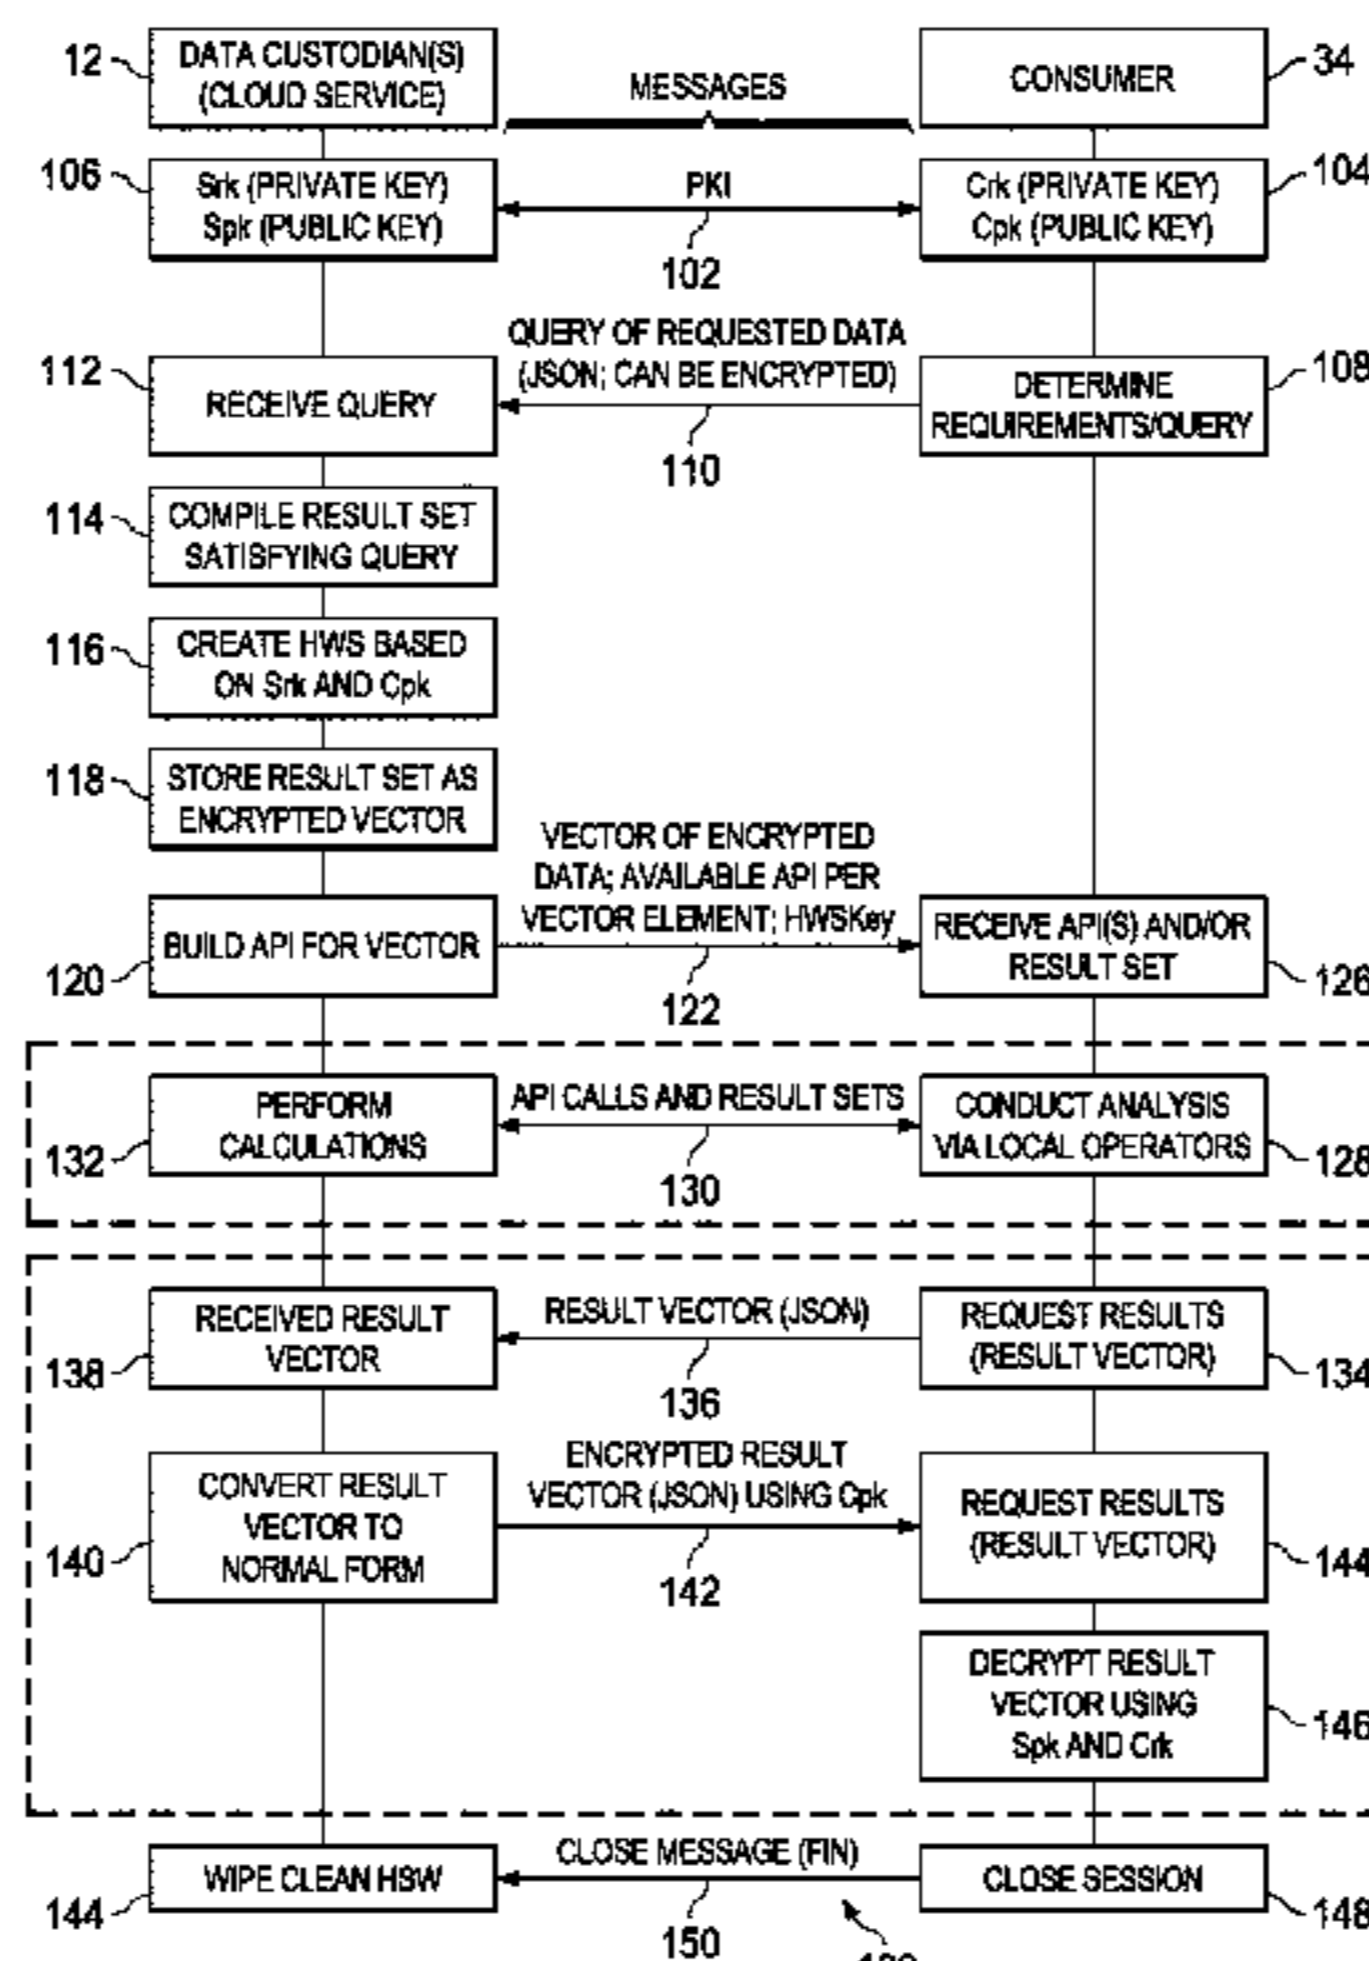 12
DATA CUSTODIAN(S)
(CLOUD SERVICE)
MESSAGES
CONSUMER
34
106
Srk (PRIVATE KEY)
Spk (PUBLIC KEY)
PKI
102
Crk (PRIVATE KEY)
Cpk (PUBLIC KEY)
104
112
RECEIVE QUERY
QUERY OF REQUESTED DATA
(JSON; CAN BE ENCRYPTED)
110
DETERMINE
REQUIREMENTS/QUERY
108
114
COMPILE RESULT SET
SATISFYING QUERY
116
CREATE HWS BASED
ON Srk AND Cpk
118
STORE RESULT SET AS
ENCRYPTED VECTOR
120
BUILD API FOR VECTOR
VECTOR OF ENCRYPTED
DATA; AVAILABLE API PER
VECTOR ELEMENT; HWSKey
122
RECEIVE API(S) AND/OR
RESULT SET
126
132
PERFORM
CALCULATIONS
API CALLS AND RESULT SETS
130
CONDUCT ANALYSIS
VIA LOCAL OPERATORS
128
138
RECEIVED RESULT
VECTOR
RESULT VECTOR (JSON)
136
REQUEST RESULTS
(RESULT VECTOR)
134
140
CONVERT RESULT
VECTOR TO
NORMAL FORM
ENCRYPTED RESULT
VECTOR (JSON) USING Cpk
142
REQUEST RESULTS
(RESULT VECTOR)
144
DECRYPT RESULT
VECTOR USING
Spk AND Crk
146
144
WIPE CLEAN HSW
CLOSE MESSAGE (FIN)
150
CLOSE SESSION
148